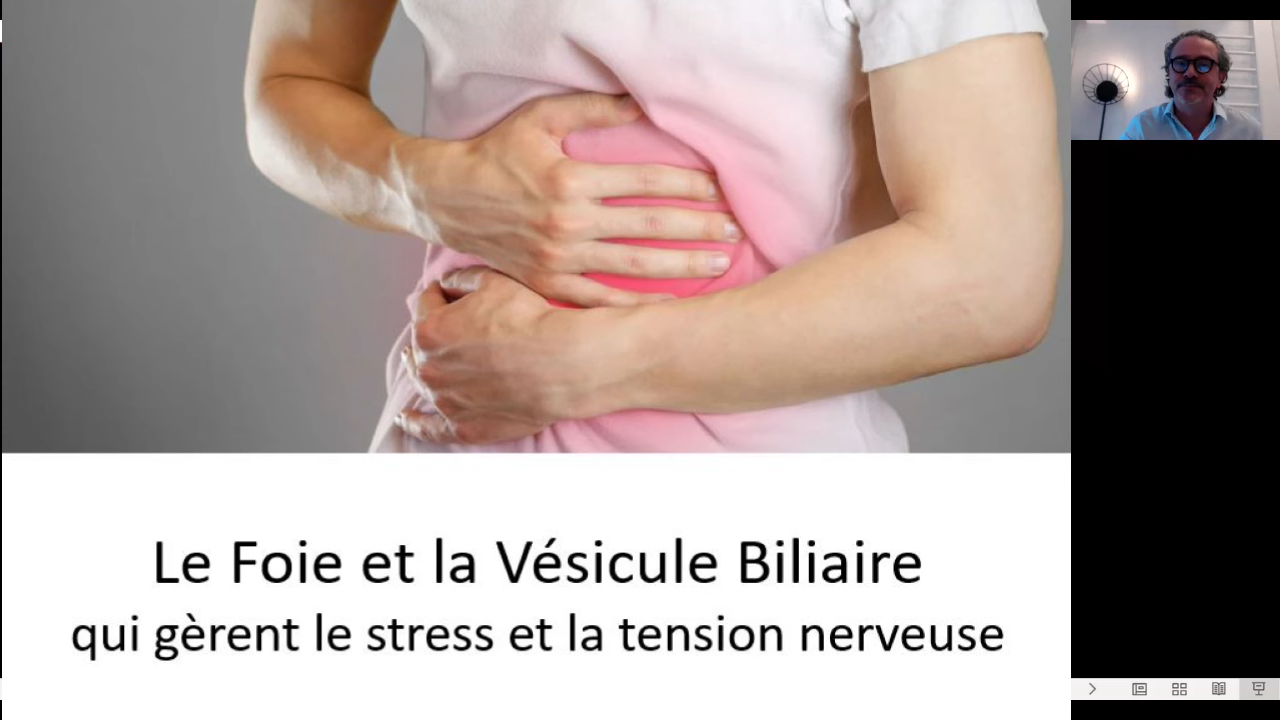 Le Foie et la Vésicule Biliaire
qui gèrent le stress et la tension nerveuse